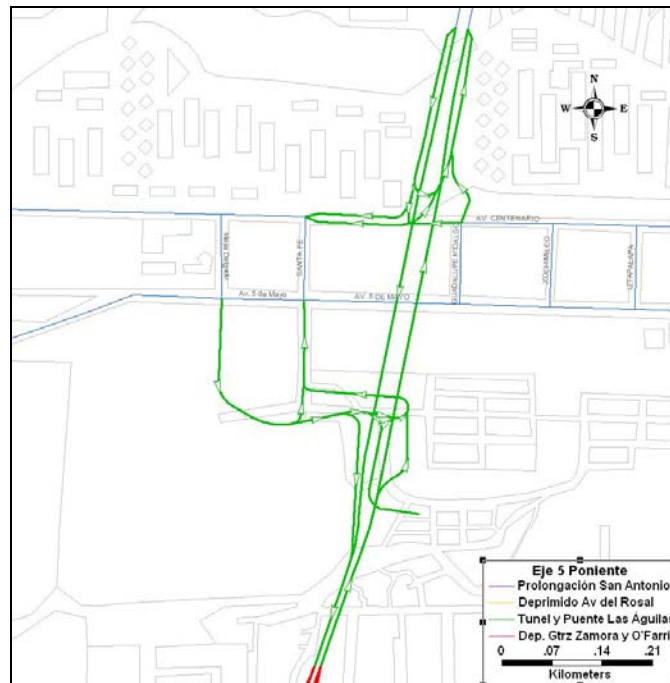 N
W E
S
AV. CENTENARIO
SANTA FE
GUADALUPE HIDALGO
XOCHIMILCO
IZTAPALAPA
Av. 5 de Mayo
AV. 5 DE MAYO
Eje 5 Poniente
Prolongación San Antonio
Deprimido Av del Rosal
Tunel y Puente Las Águilas
Dep. Gtrz Zamora y O'Farri
0 .07 .14 .21
Kilometers